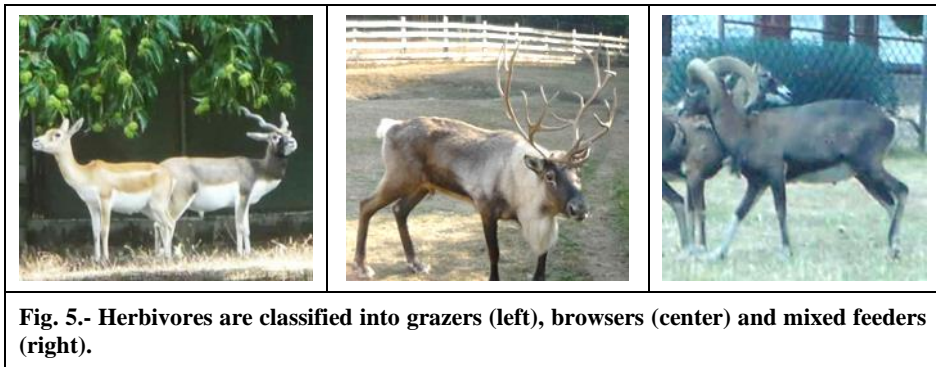 Fig. 5.- Herbivores are classified into grazers (left), browsers (center) and mixed feeders
(right).